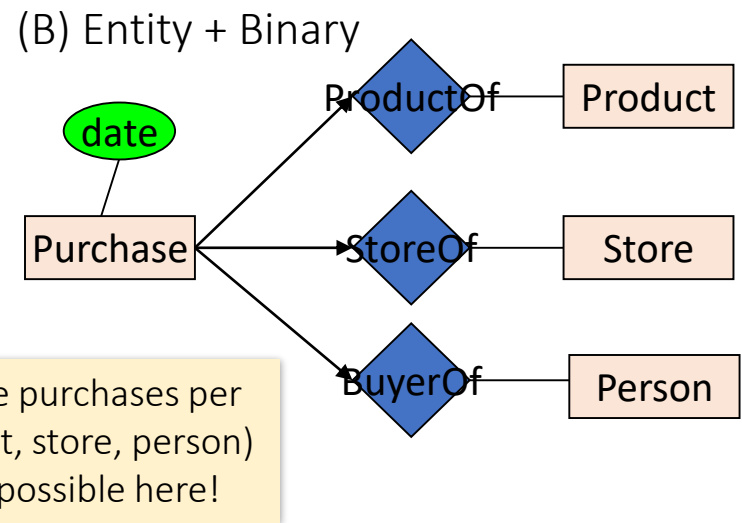 (B) Entity + Binary
date
ProductOf
Product
Purchase
StoreOf
Store
BuyerOf
Person
purchases per
store, person)
possible here!